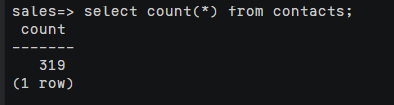 sales=> select count(*) from contacts;
 count
-------
   319
(1 row)